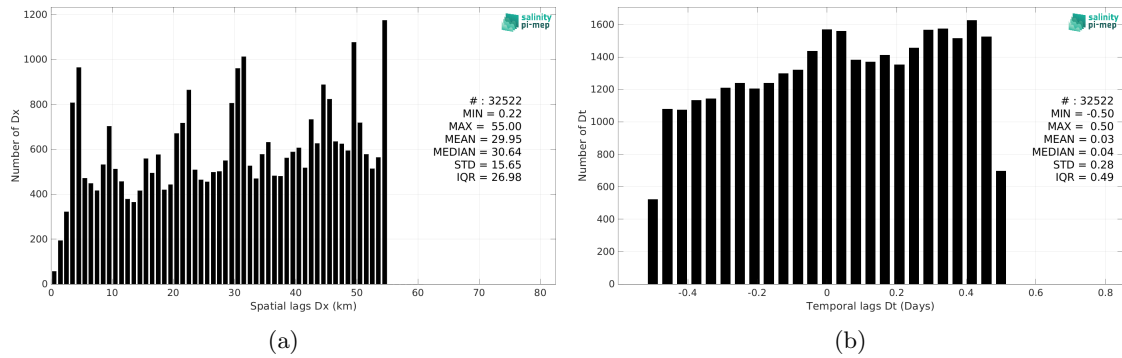 1200
1000
800
600
400
200
0
Number of Dx
salinity
pi-mep
# : 32522
MIN = 0.22
MAX = 55.00
MEAN = 29.95
MEDIAN = 30.64
STD = 15.65
IQR = 26.98
0 10 20 30 40 50 60 70 80
Spatial lags Dx (km)
(a)
1600
1400
1200
1000
800
600
400
200
0
Number of Dt
salinity
pi-mep
# : 32522
MIN = -0.50
MAX = 0.50
MEAN = 0.03
MEDIAN = 0.04
STD = 0.28
IQR = 0.49
-0.4 -0.2 0 0.2 0.4 0.6 0.8
Temporal lags Dt (Days)
(b)